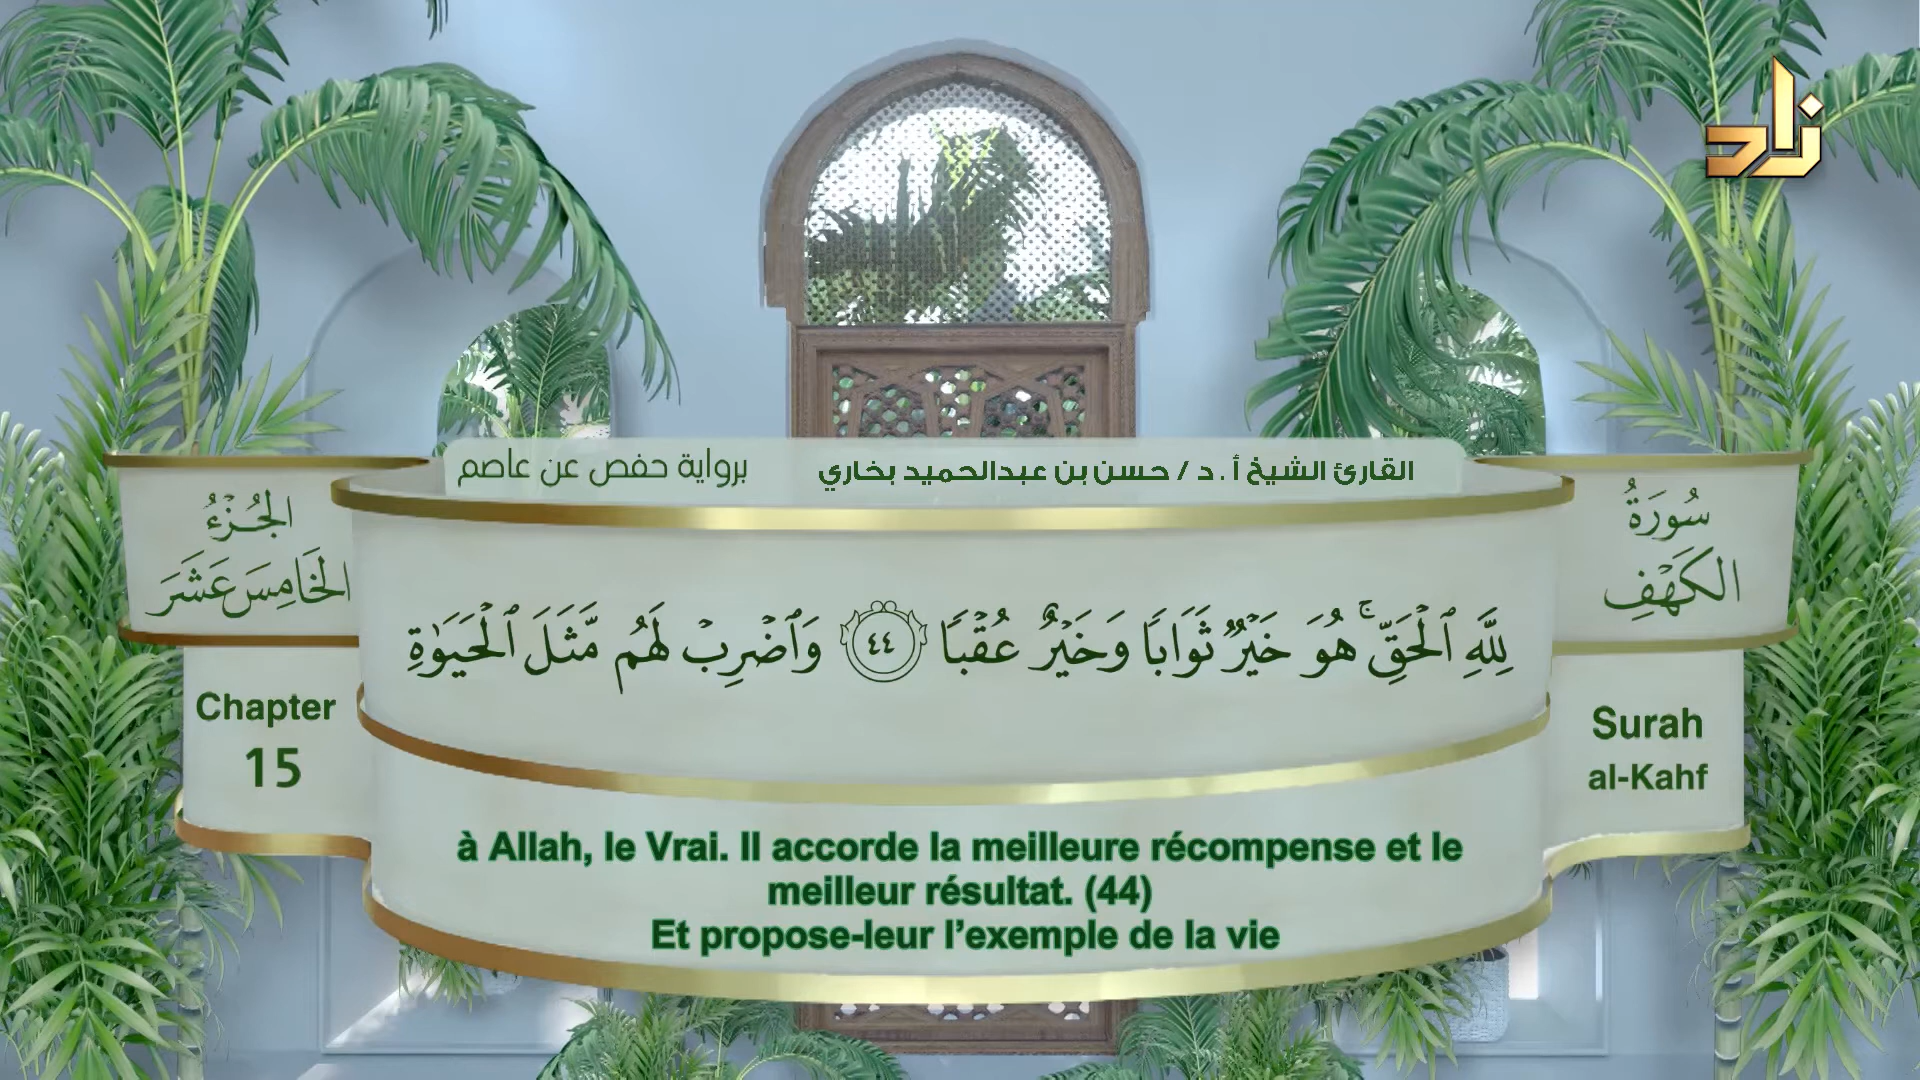 زاد
القارئ الشيخ أ . د / حسن بن عبدالحميد بخاري
برواية حفص عن عاصم
سُورَةُ
الكَهْفِ
الجُزْءُ
الخَامِسَ عَشَرَ
لِلَّهِ ٱلْحَقِّ ۚ هُوَ خَيْرٌ ثَوَابًا وَخَيْرٌ عُقْبًا ٤٤ وَٱضْرِبْ لَهُم مَّثَلَ ٱلْحَيَوٰةِ
Chapter
15
Surah
al-Kahf
à Allah, le Vrai. Il accorde la meilleure récompense et le
meilleur résultat. (44)
Et propose-leur l’exemple de la vie